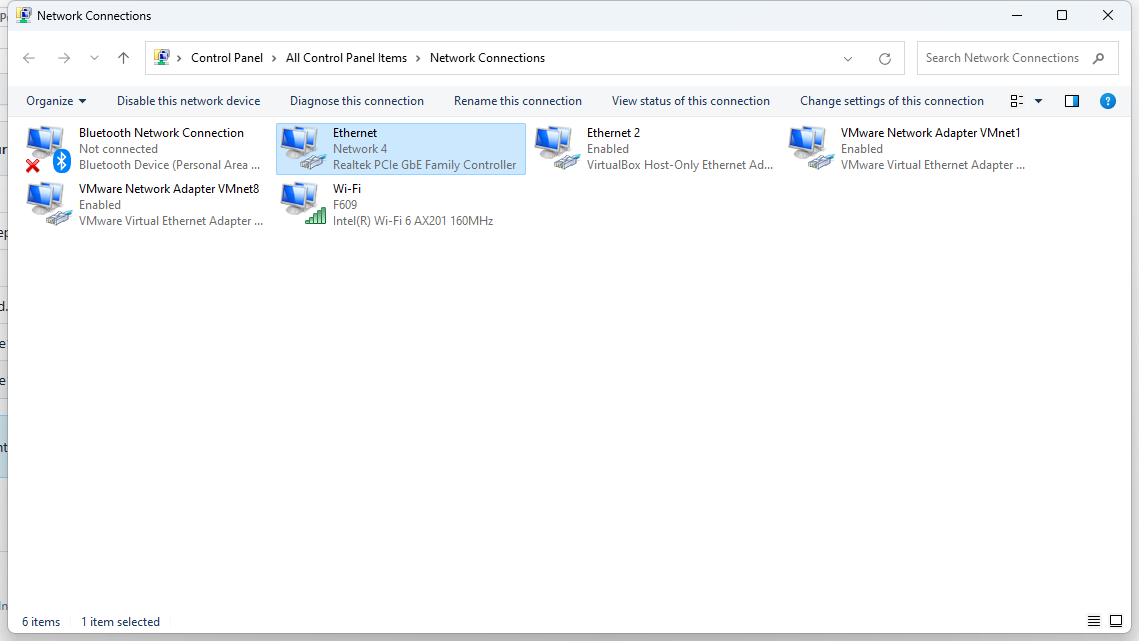 Network Connections
Control Panel > All Control Panel Items > Network Connections
Search Network Connections
Organize
Disable this network device
Diagnose this connection
Rename this connection
View status of this connection
Change settings of this connection
?
Bluetooth Network Connection
Not connected
Bluetooth Device (Personal Area ...
Ethernet
Network 4
Realtek PCIe GbE Family Controller
Ethernet 2
Enabled
VirtualBox Host-Only Ethernet Ad...
VMware Network Adapter VMnet1
Enabled
VMware Virtual Ethernet Adapter ...
VMware Network Adapter VMnet8
Enabled
VMware Virtual Ethernet Adapter ...
Wi-Fi
F609
Intel(R) Wi-Fi 6 AX201 160MHz
6 items
1 item selected